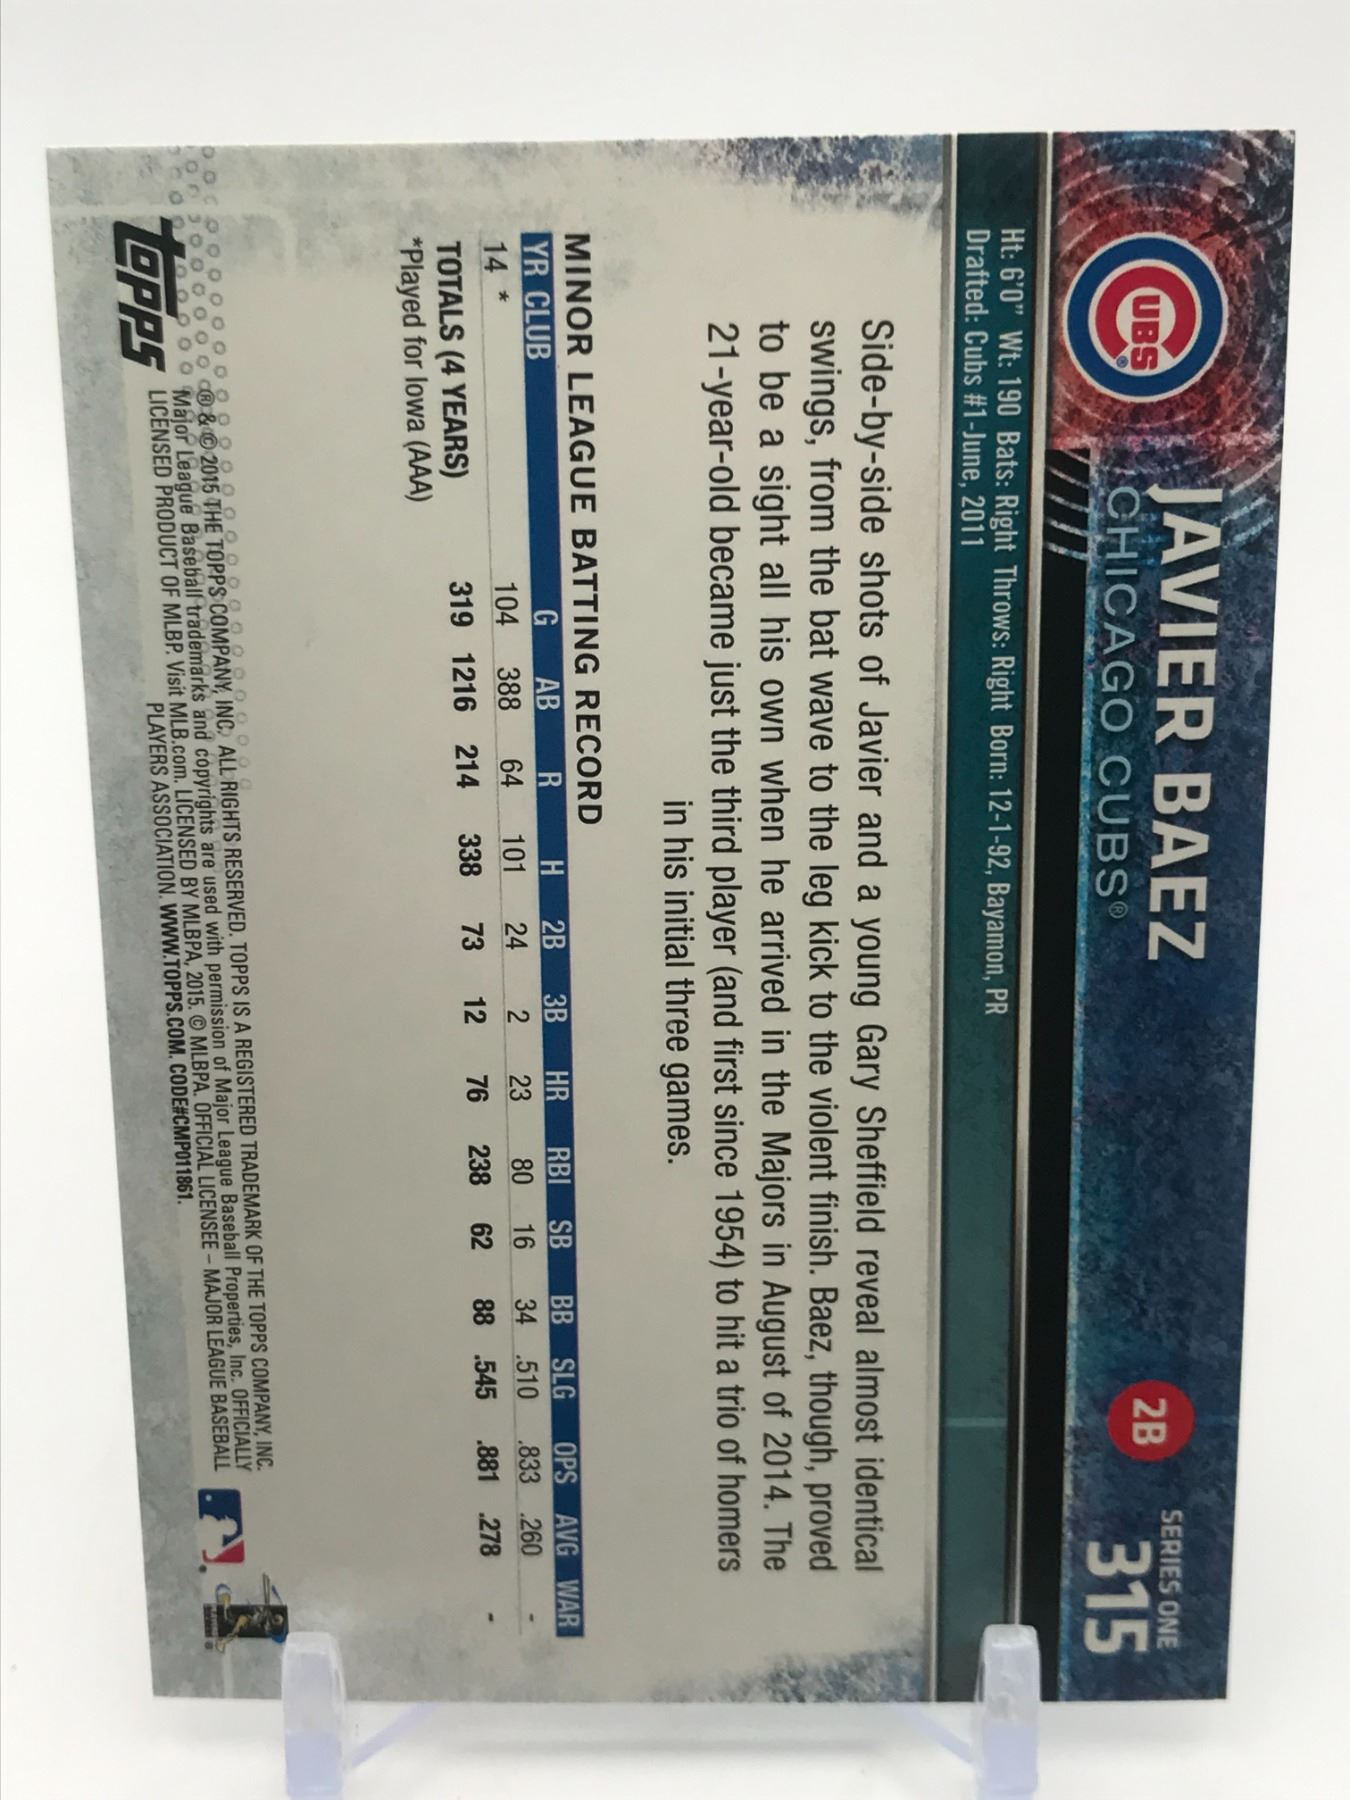 CUBS®
JAVIER BAEZ
CHICAGO CUBS®
2B
SERIES ONE
315
Ht: 6'0" Wt: 190 Bats: Right Throws: Right Born: 12-1-92, Bayamon, PR
Drafted: Cubs #1-June, 2011
Side-by-side shots of Javier and a young Gary Sheffield reveal almost identical
swings, from the bat wave to the leg kick to the violent finish. Baez, though, proved
to be a sight all his own when he arrived in the Majors in August of 2014. The
21-year-old became just the third player (and first since 1954) to hit a trio of homers
in his initial three games.
MINOR LEAGUE BATTING RECORD
YR CLUB G AB R H 2B 3B HR RBI SB BB SLG OPS AVG WAR
14 * 104 388 64 101 24 2 23 80 16 34 .510 .833 .260 -
TOTALS (4 YEARS) 319 1216 214 338 73 12 76 238 62 88 .545 .881 .278 -
*Played for Iowa (AAA)
topps
® & © 2015 THE TOPPS COMPANY, INC. ALL RIGHTS RESERVED. TOPPS IS A REGISTERED TRADEMARK OF THE TOPPS COMPANY, INC.
Major League Baseball trademarks and copyrights are used with permission of Major League Baseball Properties, Inc. OFFICIALLY
LICENSED PRODUCT OF MLBP. Visit MLB.com. LICENSED BY MLBPA, 2015. © MLBPA. OFFICIAL LICENSEE – MAJOR LEAGUE BASEBALL
PLAYERS ASSOCIATION. WWW.TOPPS.COM. CODE#CMP011861.